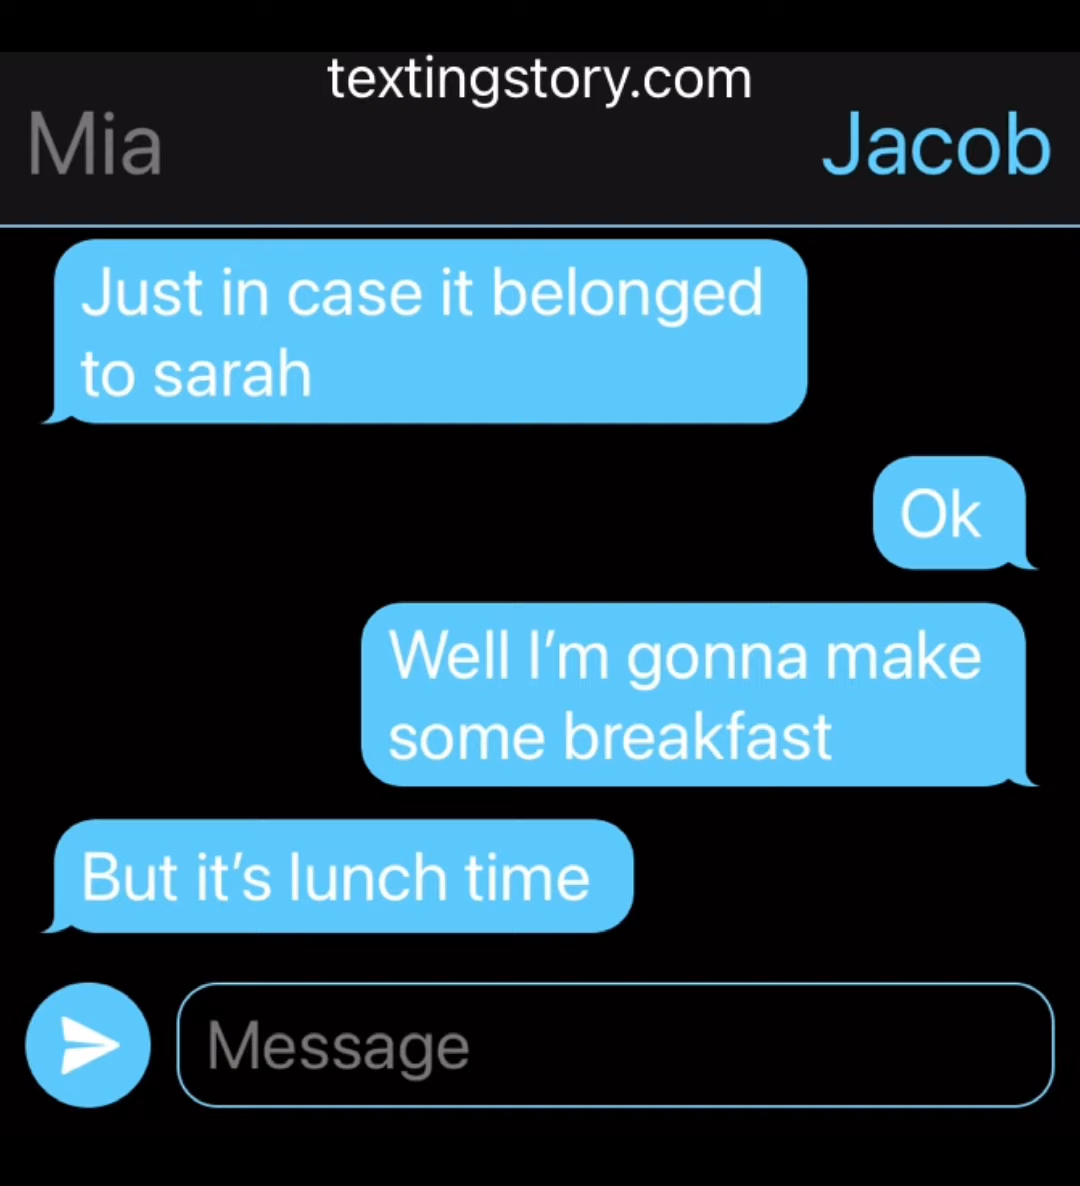 textingstory.com
Mia
Jacob
Just in case it belonged
to sarah
Ok
Well I’m gonna make
some breakfast
But it’s lunch time
Message